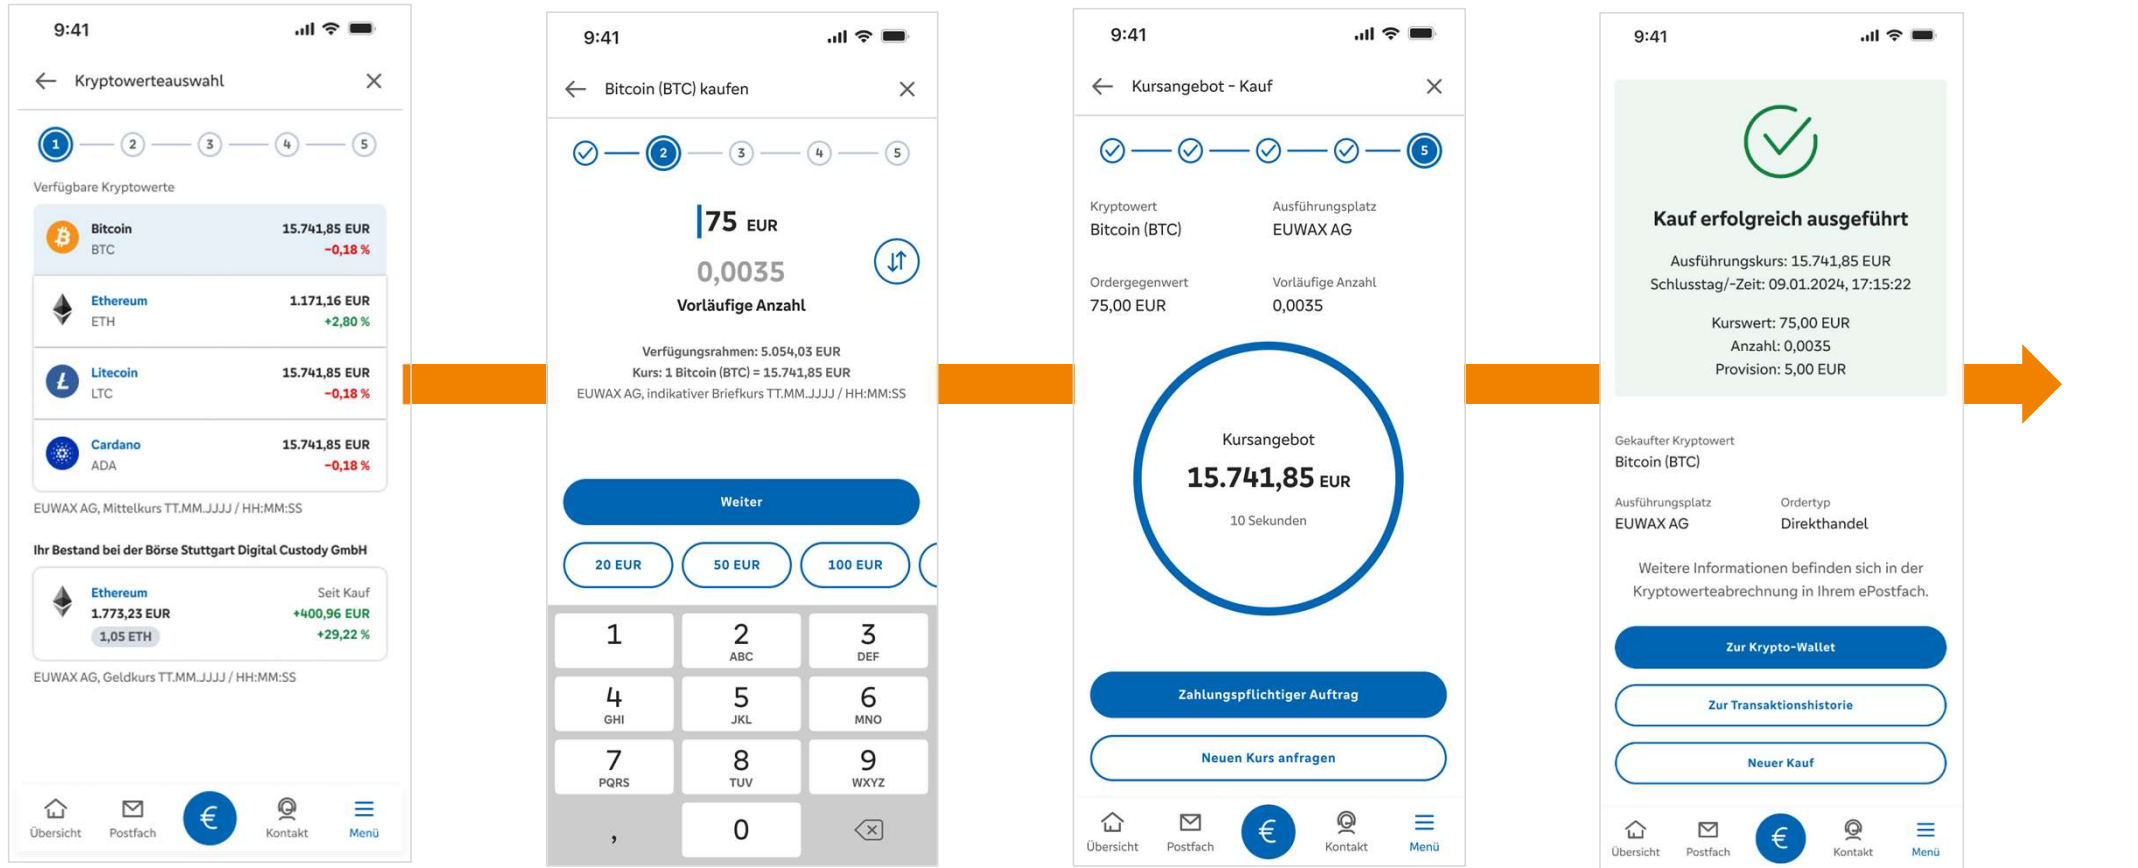 9:41
Kryptowerteauswahl
1 2 3 4 5
Verfügbare Kryptowerte
Bitcoin 15.741,85 EUR
BTC −0,18 %
Ethereum 1.171,16 EUR
ETH +2,80 %
Litecoin 15.741,85 EUR
LTC −0,18 %
Cardano 15.741,85 EUR
ADA −0,18 %
EUWAX AG, Mittelkurs TT.MM.JJJJ / HH:MM:SS
Ihr Bestand bei der Börse Stuttgart Digital Custody GmbH
Ethereum Seit Kauf
1.773,23 EUR +400,96 EUR
1,05 ETH +29,22 %
EUWAX AG, Geldkurs TT.MM.JJJJ / HH:MM:SS
Übersicht Postfach € Kontakt Menü
9:41
Bitcoin (BTC) kaufen
2 3 4 5
75 EUR
0,0035
Vorläufige Anzahl
Verfügungsrahmen: 5.054,03 EUR
Kurs: 1 Bitcoin (BTC) = 15.741,85 EUR
EUWAX AG, indikativer Briefkurs TT.MM.JJJJ / HH:MM:SS
Weiter
20 EUR 50 EUR 100 EUR
1 2 3
ABC DEF
4 5 6
GHI JKL MNO
7 8 9
PQRS TUV WXYZ
, 0
9:41
Kursangebot - Kauf
5
Kryptowert Ausführungsplatz
Bitcoin (BTC) EUWAX AG
Ordergegenwert Vorläufige Anzahl
75,00 EUR 0,0035
Kursangebot
15.741,85 EUR
10 Sekunden
Zahlungspflichtiger Auftrag
Neuen Kurs anfragen
Übersicht Postfach € Kontakt Menü
9:41
Kauf erfolgreich ausgeführt
Ausführungskurs: 15.741,85 EUR
Schlusstag/-Zeit: 09.01.2024, 17:15:22
Kurswert: 75,00 EUR
Anzahl: 0,0035
Provision: 5,00 EUR
Gekaufter Kryptowert
Bitcoin (BTC)
Ausführungsplatz Ordertyp
EUWAX AG Direkthandel
Weitere Informationen befinden sich in der
Kryptowerteabrechnung in Ihrem ePostfach.
Zur Krypto-Wallet
Zur Transaktionshistorie
Neuer Kauf
Übersicht Postfach € Kontakt Menü